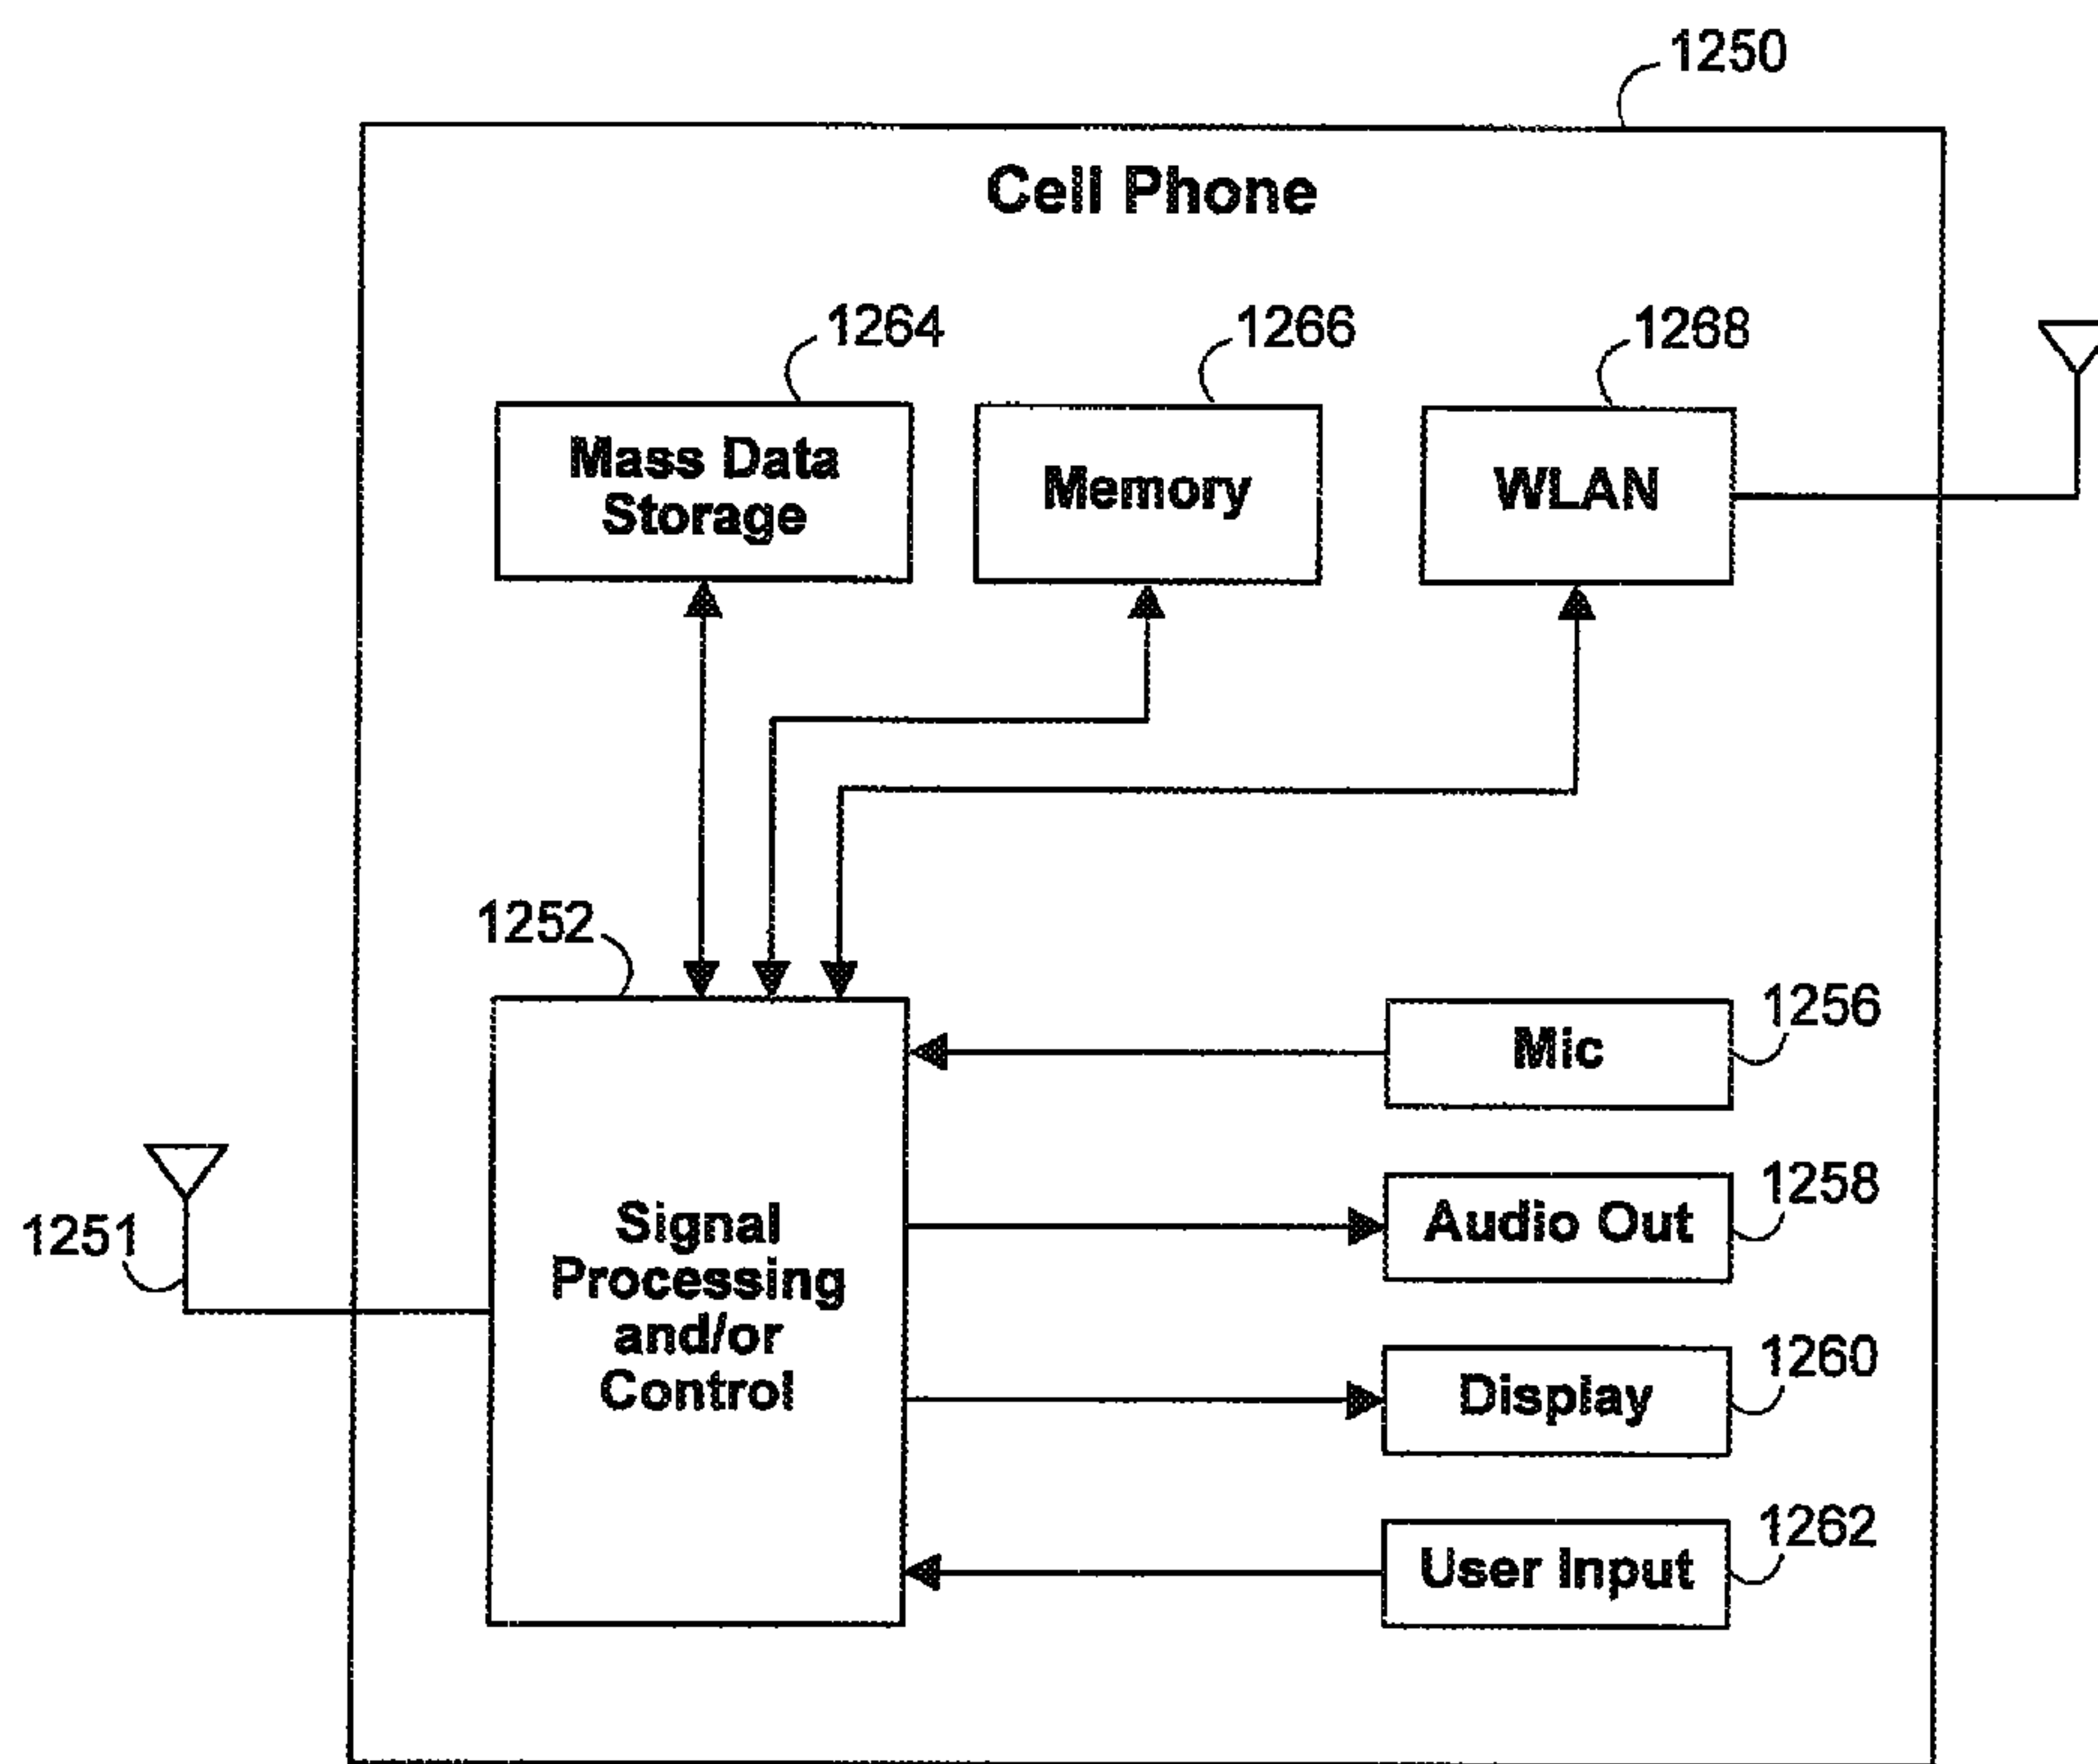 1250
Cell Phone
1264
1266
1268
Mass Data
Storage
Memory
WLAN
1252
1256
Mic
1251
Signal
Processing
and/or
Control
1258
Audio Out
1260
Display
1262
User Input